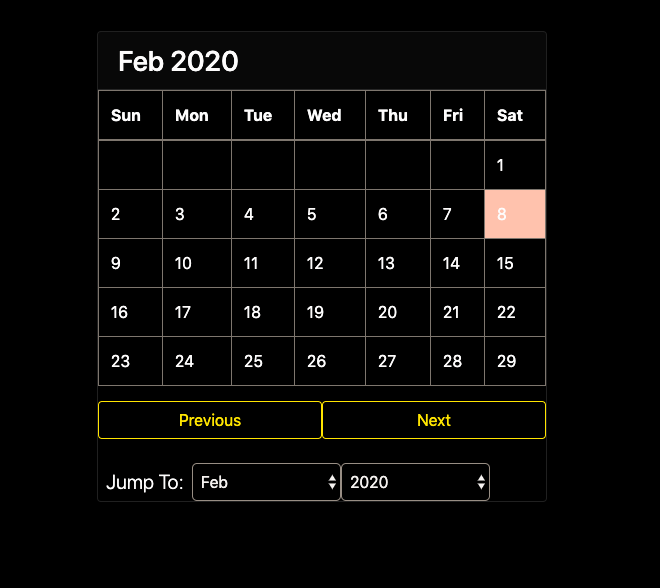 Feb 2020
Sun Mon Tue Wed Thu Fri Sat
1
2 3 4 5 6 7 8
9 10 11 12 13 14 15
16 17 18 19 20 21 22
23 24 25 26 27 28 29
Previous Next
Jump To: Feb 2020